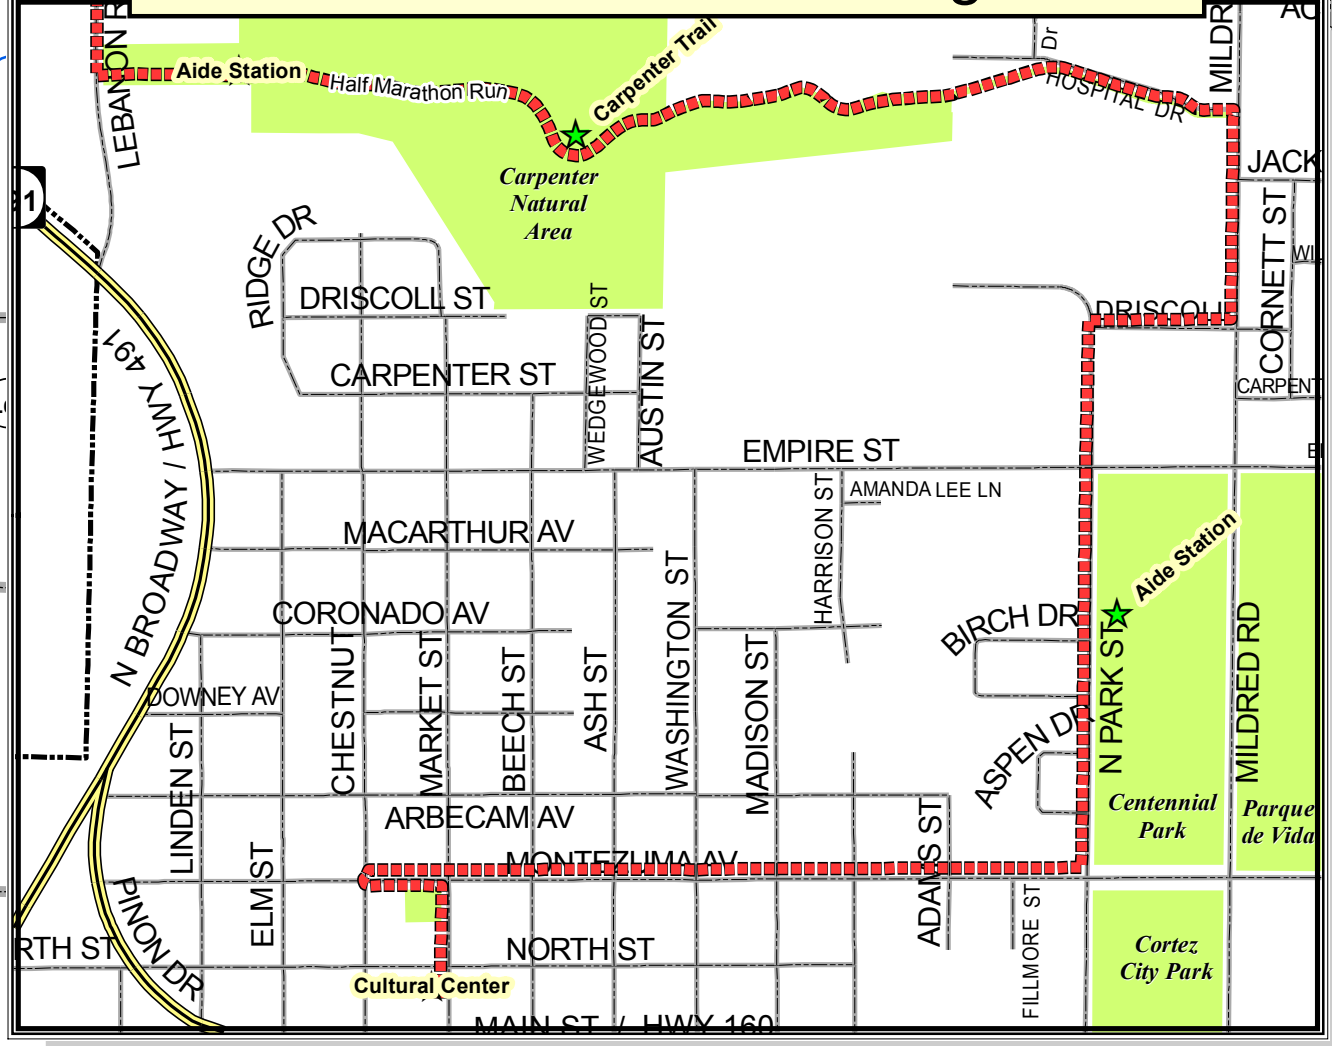 Dr
Carpenter Trail
Aide Station
Half Marathon Run
HOSPITAL DR
Carpenter
Natural
Area
RIDGE DR
DRISCOLL ST
CARPENTER ST
WEDGEWOOD ST
AUSTIN ST
EMPIRE ST
CORNETT ST
N BROADWAY / HWY 491
MACARTHUR AV
HARRISON ST
AMANDA LEE LN
Aide Station
CORONADO AV
BIRCH DR
N PARK ST
MILDRED RD
DOWNEY AV
LINDEN ST
CHESTNUT
MARKET ST
BEECH ST
ASH ST
WASHINGTON ST
MADISON ST
ASPEN DR
ARBECAM AV
Centennial
Park
Parque
de Vida
MONTEZUMA AV
ADAMS ST
ELM ST
PINON DR
NORTH ST
FILLMORE ST
Cortez
City Park
Cultural Center
MAIN ST / HWY 160